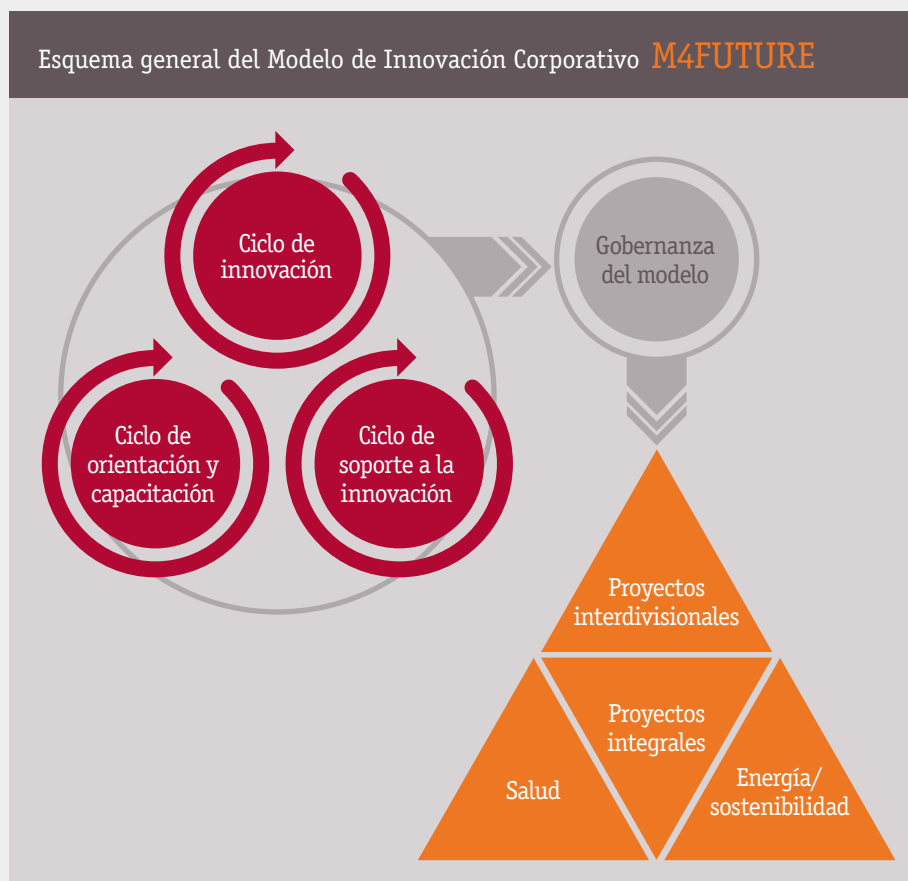 Esquema general del Modelo de Innovación Corporativo M4FUTURE
Ciclo de
innovación
Gobernanza
del modelo
Ciclo de
orientación y
capacitación
Ciclo de
soporte a la
innovación
Proyectos
interdivisionales
Proyectos
integrales
Salud
Energía/
sostenibilidad